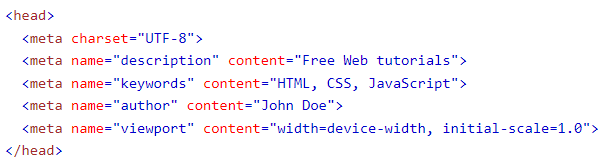 <head>
  <meta charset="UTF-8">
  <meta name="description" content="Free Web tutorials">
  <meta name="keywords" content="HTML, CSS, JavaScript">
  <meta name="author" content="John Doe">
  <meta name="viewport" content="width=device-width, initial-scale=1.0">
</head>